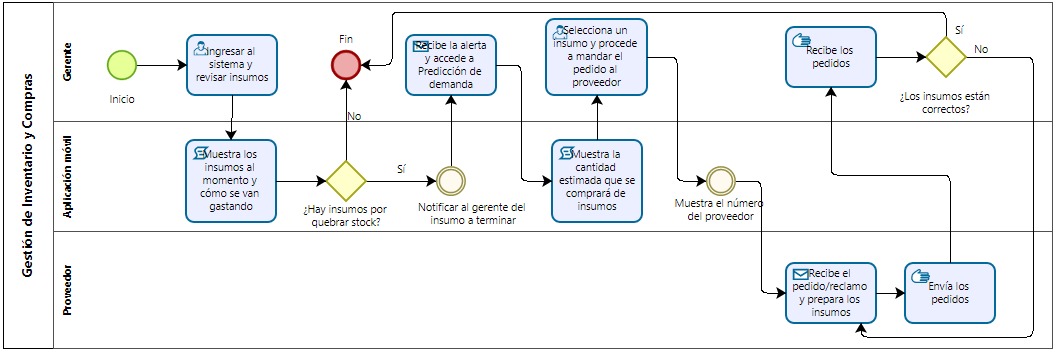 Gestión de Inventario y Compras
Gerente
Inicio
Ingresar al
sistema y
revisar insumos
Fin
Recibe la alerta
y accede a
Predicción de
demanda
Selecciona un
insumo y procede
a mandar el
pedido al
proveedor
Recibe los
pedidos
Sí
No
¿Los insumos están
correctos?
Aplicación móvil
Muestra los
insumos al
momento y
cómo se van
gastando
No
Sí
¿Hay insumos por
quebrar stock?
Notificar al gerente del
insumo a terminar
Muestra la
cantidad
estimada que se
comprará de
insumos
Muestra el número
del proveedor
Proveedor
Recibe el
pedido/reclamo
y prepara los
insumos
Envía los
pedidos